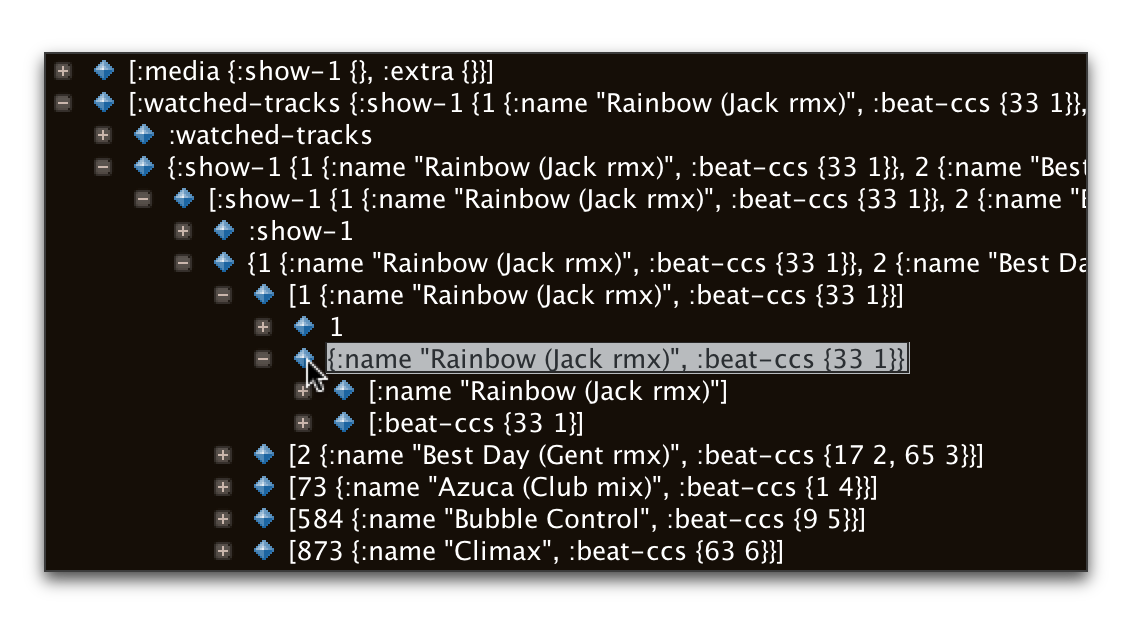 [:media {:show-1 {}, :extra {}}]
[:watched-tracks {:show-1 {1 {:name "Rainbow (Jack rmx)", :beat-ccs {33 1}},
:watched-tracks
{:show-1 {1 {:name "Rainbow (Jack rmx)", :beat-ccs {33 1}}, 2 {:name "Best
[:show-1 {1 {:name "Rainbow (Jack rmx)", :beat-ccs {33 1}}, 2 {:name "
:show-1
{1 {:name "Rainbow (Jack rmx)", :beat-ccs {33 1}}, 2 {:name "Best Da
[1 {:name "Rainbow (Jack rmx)", :beat-ccs {33 1}}]
1
{:name "Rainbow (Jack rmx)", :beat-ccs {33 1}}
[:name "Rainbow (Jack rmx)"]
[:beat-ccs {33 1}]
[2 {:name "Best Day (Gent rmx)", :beat-ccs {17 2, 65 3}}]
[73 {:name "Azuca (Club mix)", :beat-ccs {1 4}}]
[584 {:name "Bubble Control", :beat-ccs {9 5}}]
[873 {:name "Climax", :beat-ccs {63 6}}]